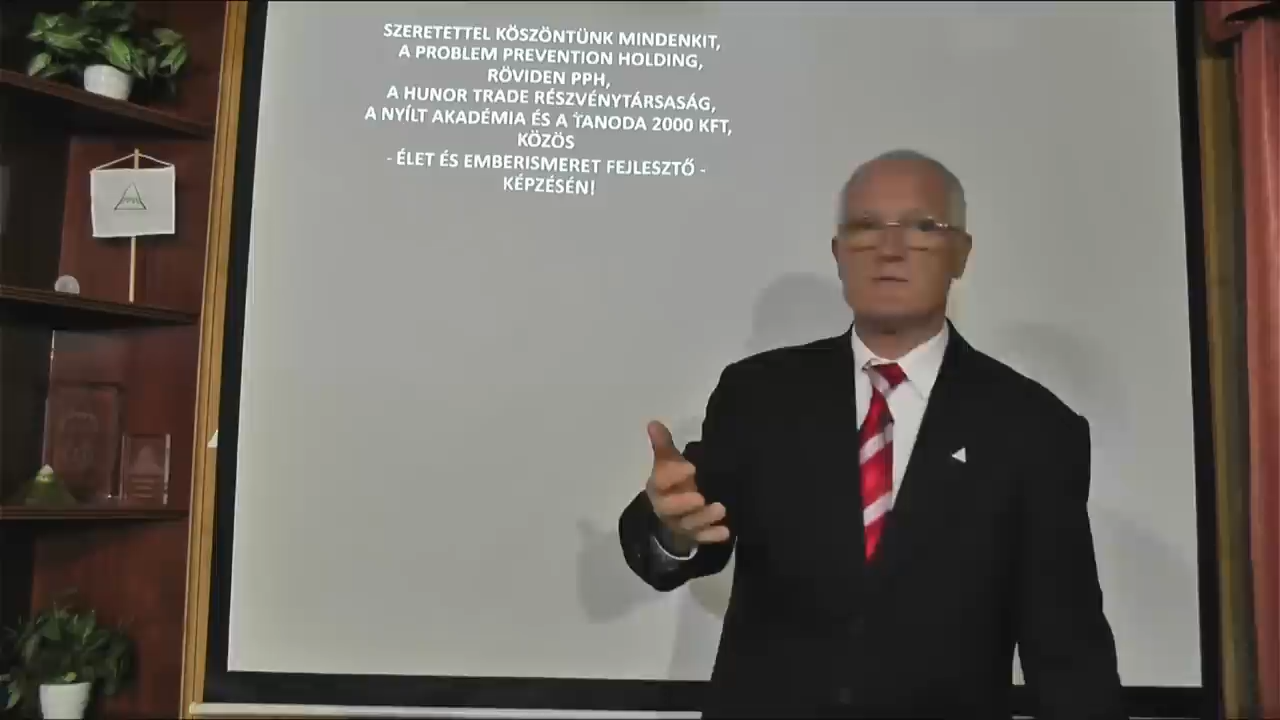 SZERETETTEL KÖSZÖNTÜNK MINDENKIT,
A PROBLEM PREVENTION HOLDING,
RÖVIDEN PPH,
A HUNOR TRADE RÉSZVÉNYTÁRSASÁG,
A NYÍLT AKADÉMIA ÉS A TANODA 2000 KFT,
KÖZÖS
- ÉLET ÉS EMBERISMERET FEJLESZTŐ -
KÉPZÉSÉN!